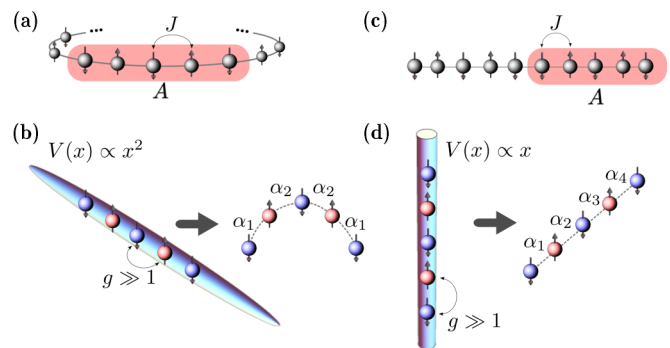 (a)
J
...
...
A
(b)
V(x) ∝ x²
g ≫ 1
α₁
α₂
α₂
α₁
(c)
J
A
(d)
V(x) ∝ x
g ≫ 1
α₁
α₂
α₃
α₄